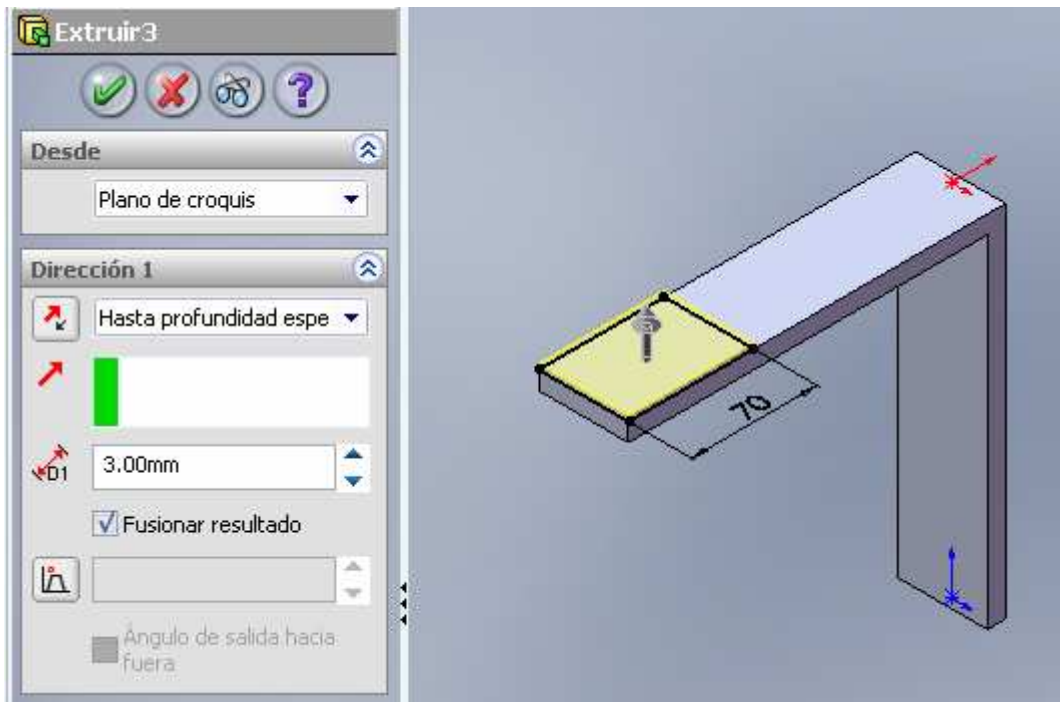 Extruir3
?
Desde
Plano de croquis
Dirección 1
Hasta profundidad espe
D1
3.00mm
Fusionar resultado
Ángulo de salida hacia
fuera
70